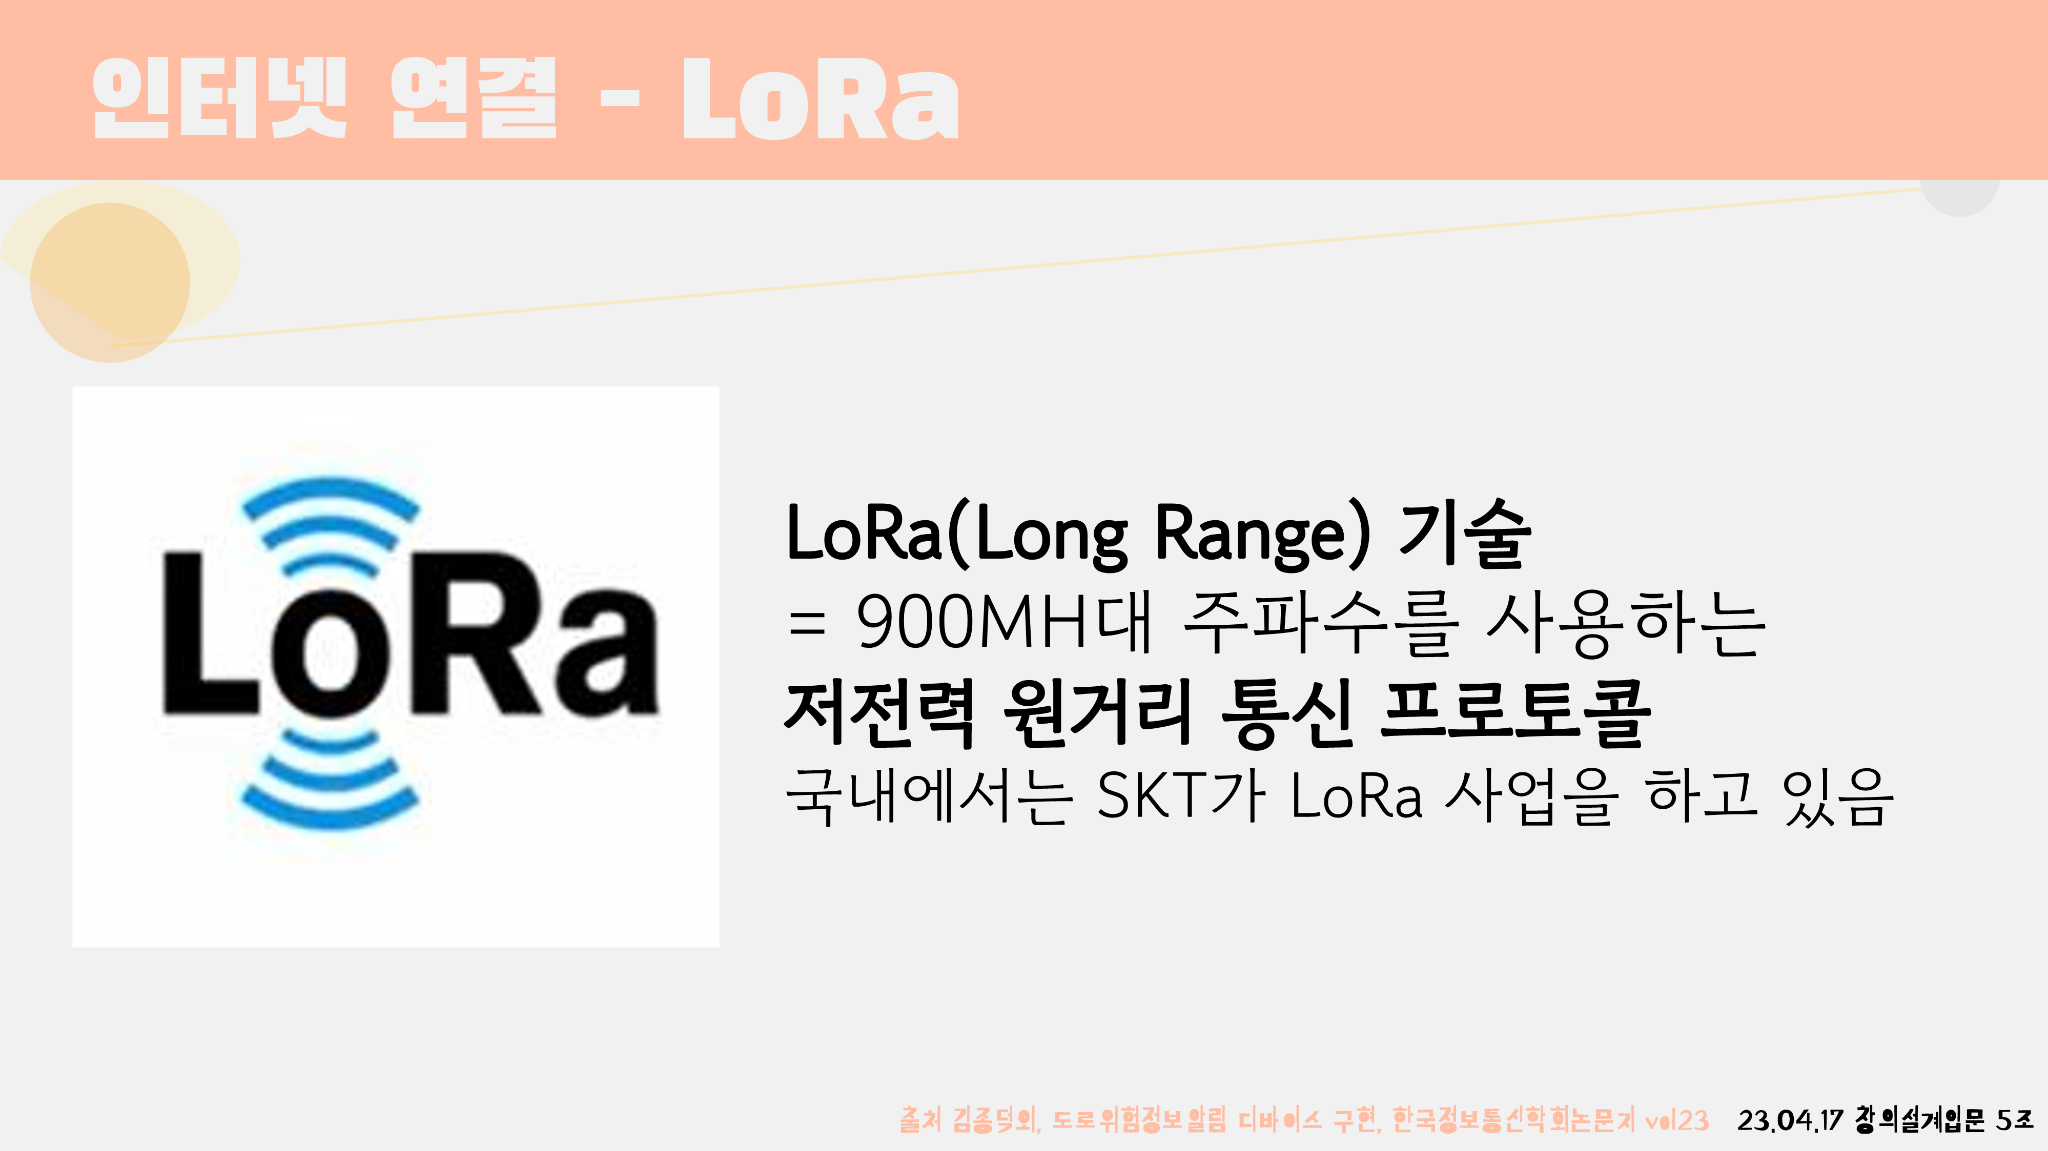 인터넷 연결 - LoRa
LoRa
LoRa(Long Range) 기술
= 900MH대 주파수를 사용하는
저전력 원거리 통신 프로토콜
국내에서는 SKT가 LoRa 사업을 하고 있음
출처 김종덕외, 도로위험정보알림 디바이스 구현, 한국정보통신학회논문지 vol23
23.04.17 창의설계입문 5조